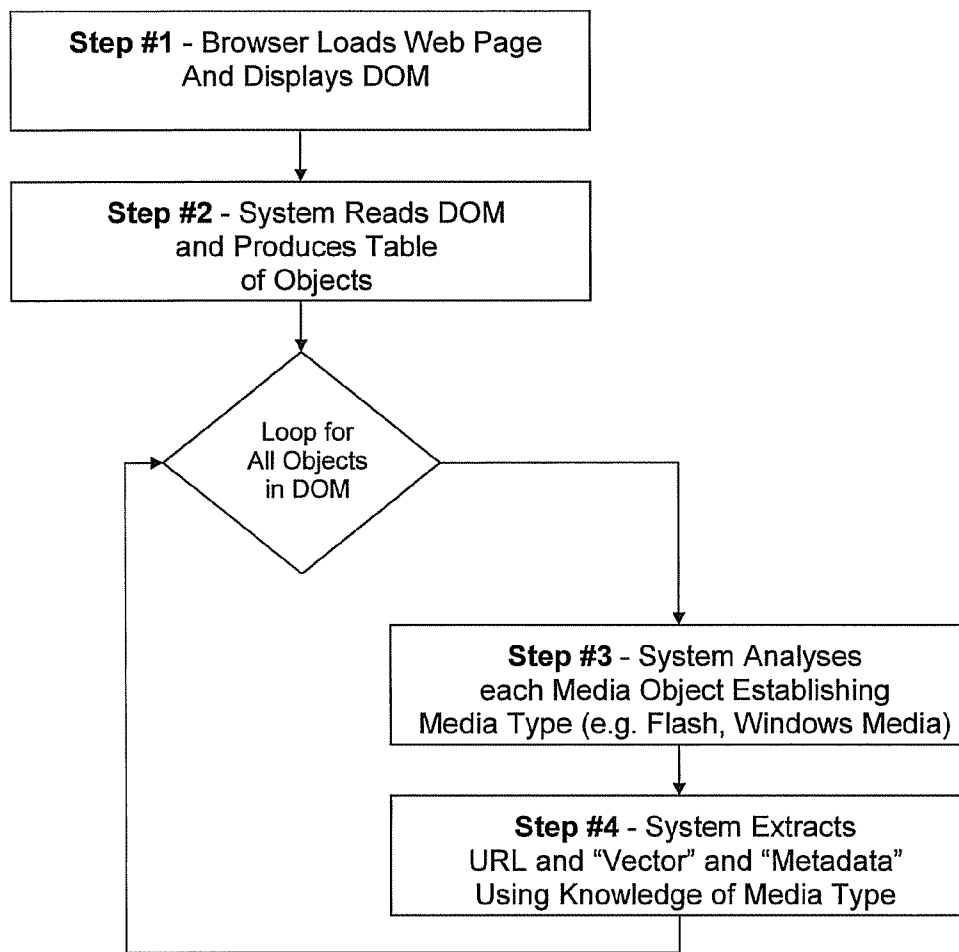 Step #1 - Browser Loads Web Page
And Displays DOM
Step #2 - System Reads DOM
and Produces Table
of Objects
Loop for
All Objects
in DOM
Step #3 - System Analyses
each Media Object Establishing
Media Type (e.g. Flash, Windows Media)
Step #4 - System Extracts
URL and “Vector” and “Metadata”
Using Knowledge of Media Type